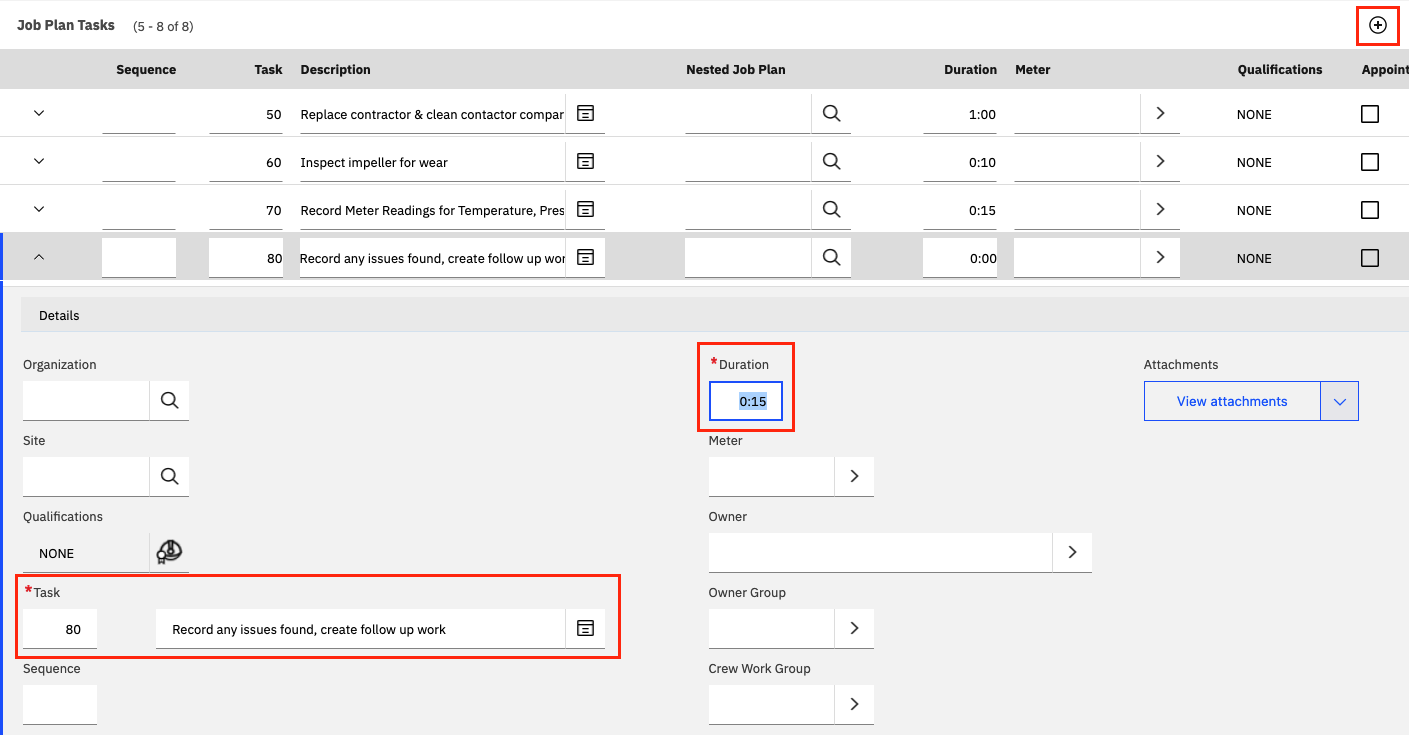 Job Plan Tasks (5 - 8 of 8)
Sequence Task Description Nested Job Plan Duration Meter Qualifications Appoint
50 Replace contractor & clean contactor compar 1:00 NONE
60 Inspect impeller for wear 0:10 NONE
70 Record Meter Readings for Temperature, Pres 0:15 NONE
80 Record any issues found, create follow up wor 0:00 NONE
Details
Organization *Duration Attachments
0:15 View attachments
Site Meter
Qualifications Owner
NONE
*Task Owner Group
80 Record any issues found, create follow up work
Sequence Crew Work Group